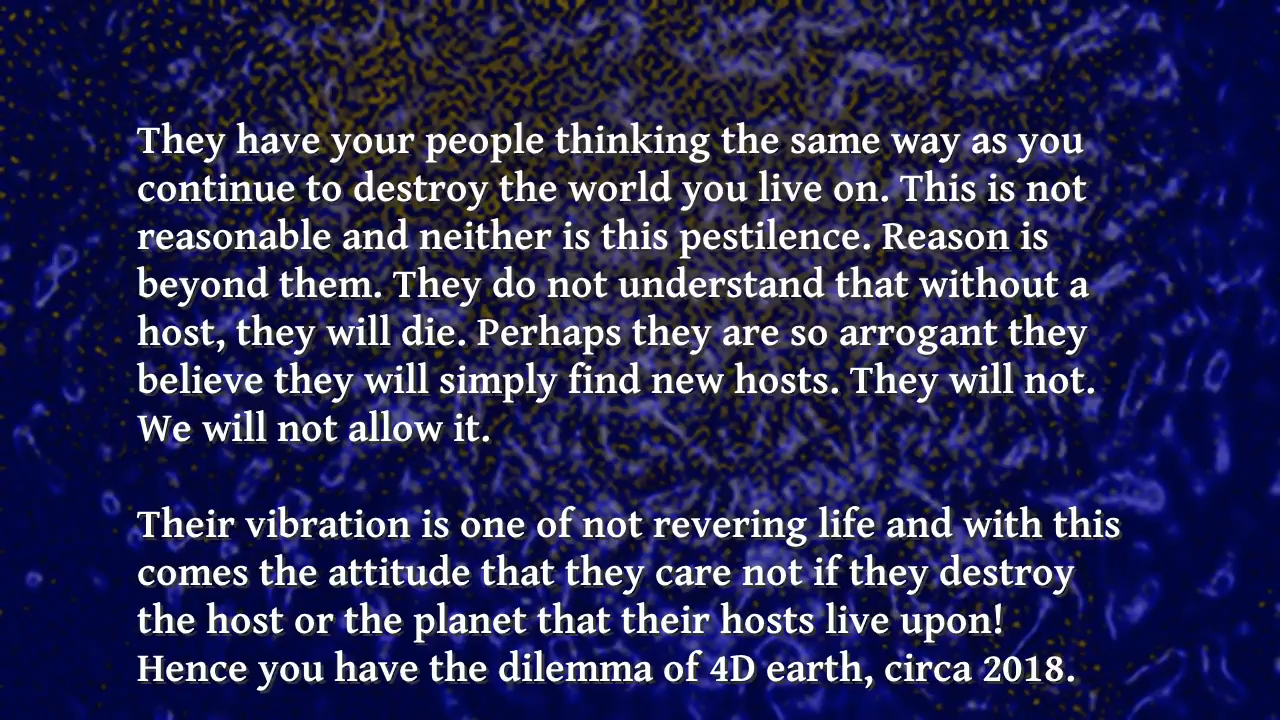 They have your people thinking the same way as you
continue to destroy the world you live on. This is not
reasonable and neither is this pestilence. Reason is
beyond them. They do not understand that without a
host, they will die. Perhaps they are so arrogant they
believe they will simply find new hosts. They will not.
We will not allow it.

Their vibration is one of not revering life and with this
comes the attitude that they care not if they destroy
the host or the planet that their hosts live upon!
Hence you have the dilemma of 4D earth, circa 2018.